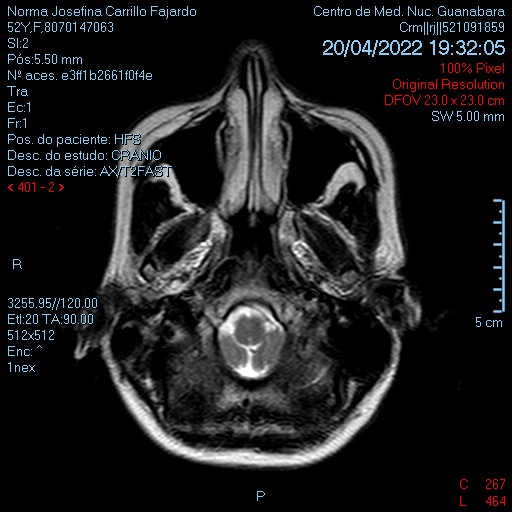 Norma Josefina Carrillo Fajardo
52Y,F,8070147063
Sl:2
Pós:5.50 mm
Nº aces. e3ff1b2661f0f4e
Tra
Ec:1
Fr:1
Pos. do paciente: HFS
Desc. do estudo: CRANIO
Desc. da série: AX/T2FAST
< 401 - 2 >
Centro de Med. Nuc. Guanabara
Crm||rj||521091859
20/04/2022 19:32:05
100% Pixel
Original Resolution
DFOV 23.0 x 23.0 cm
SW 5.00 mm
R
5 cm
3255.95//120.00
Etl:20 TA:90.00
512x512
Enc: ^
1nex
P
C 267
L 464